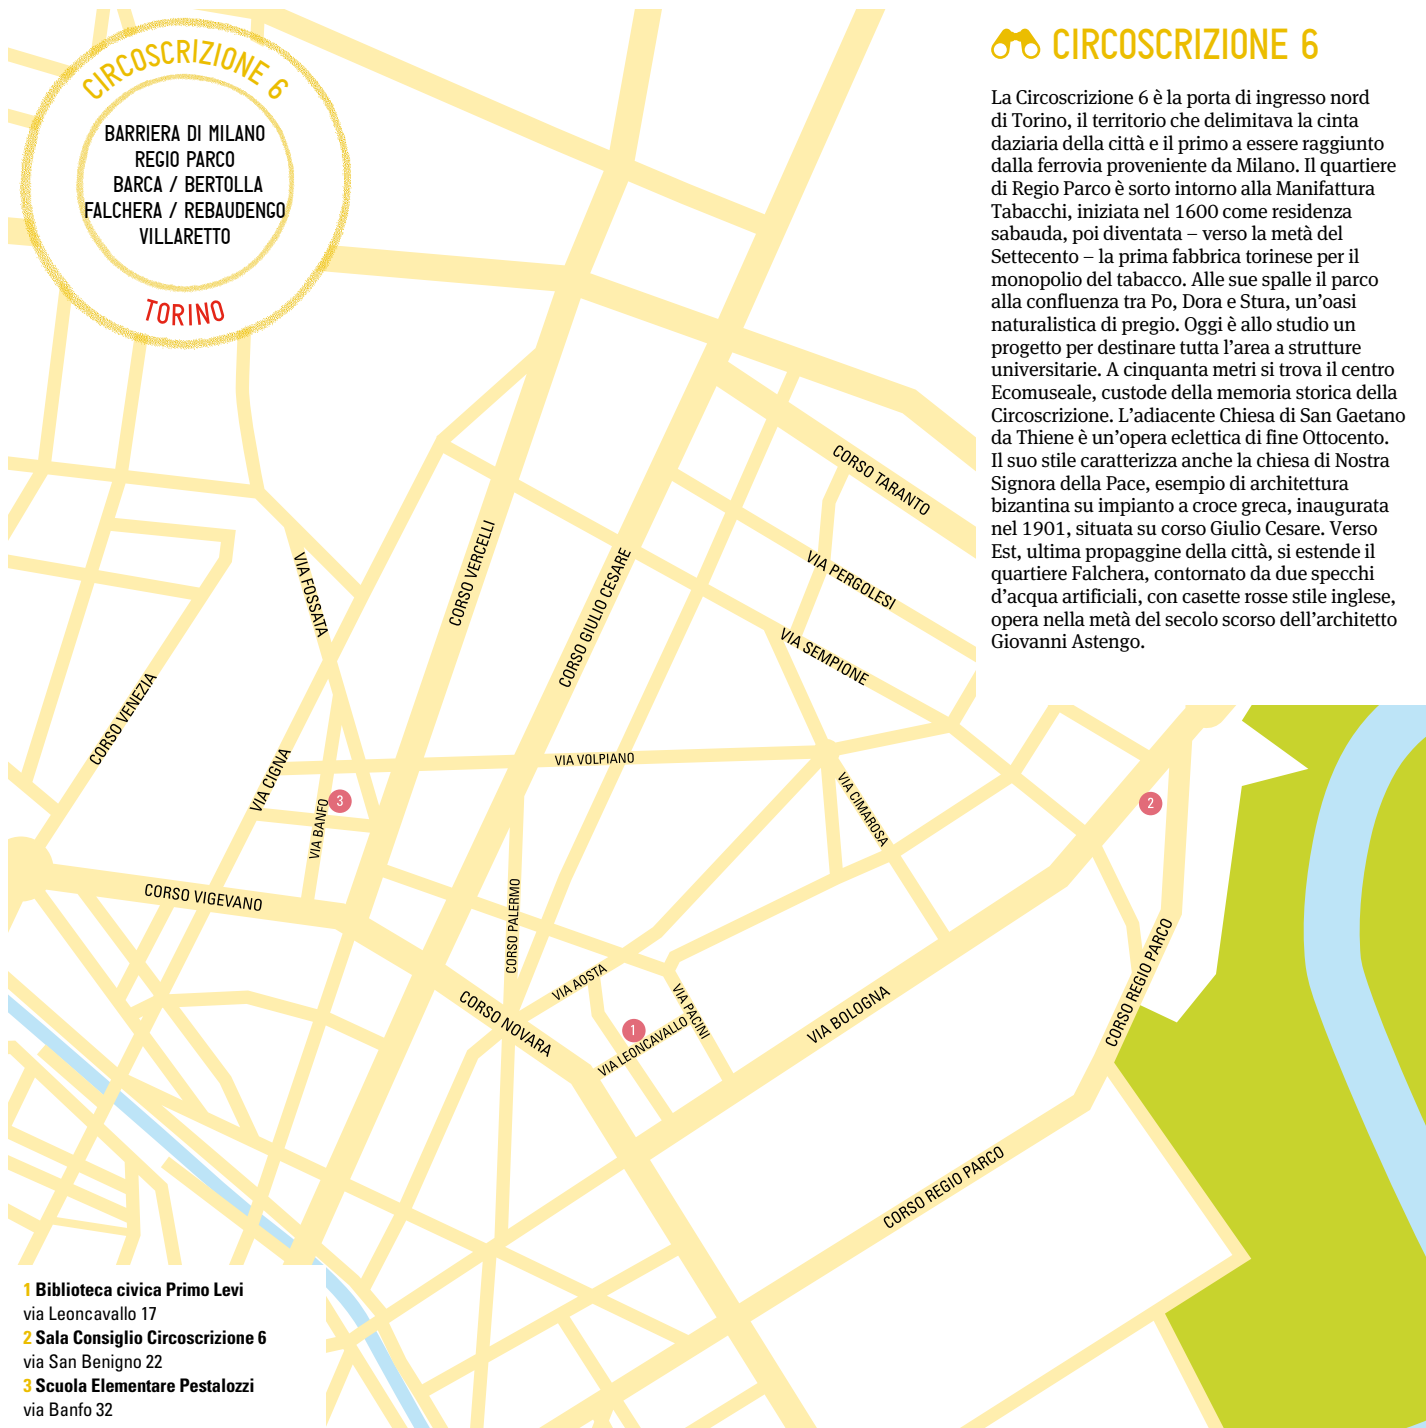 CIRCOSCRIZIONE 6
BARRIERA DI MILANO
REGIO PARCO
BARCA / BERTOLLA
FALCHERA / REBAUDENGO
VILLARETTO
TORINO
CIRCOSCRIZIONE 6
La Circoscrizione 6 è la porta di ingresso nord
di Torino, il territorio che delimitava la cinta
daziaria della città e il primo a essere raggiunto
dalla ferrovia proveniente da Milano. Il quartiere
di Regio Parco è sorto intorno alla Manifattura
Tabacchi, iniziata nel 1600 come residenza
sabauda, poi diventata – verso la metà del
Settecento – la prima fabbrica torinese per il
monopolio del tabacco. Alle sue spalle il parco
alla confluenza tra Po, Dora e Stura, un’oasi
naturalistica di pregio. Oggi è allo studio un
progetto per destinare tutta l’area a strutture
universitarie. A cinquanta metri si trova il centro
Ecomuseale, custode della memoria storica della
Circoscrizione. L’adiacente Chiesa di San Gaetano
da Thiene è un’opera eclettica di fine Ottocento.
Il suo stile caratterizza anche la chiesa di Nostra
Signora della Pace, esempio di architettura
bizantina su impianto a croce greca, inaugurata
nel 1901, situata su corso Giulio Cesare. Verso
Est, ultima propaggine della città, si estende il
quartiere Falchera, contornato da due specchi
d’acqua artificiali, con casette rosse stile inglese,
opera nella metà del secolo scorso dell’architetto
Giovanni Astengo.
CORSO TARANTO
CORSO VERCELLI
VIA FOSSATA
CORSO GIULIO CESARE
VIA PERGOLESI
VIA SEMPIONE
CORSO VENEZIA
VIA CIGNA
VIA VOLPIANO
VIA CIMAROSA
3
2
VIA BANFO
CORSO VIGEVANO
CORSO PALERMO
VIA AOSTA
CORSO REGIO PARCO
CORSO NOVARA
VIA PACINI
VIA BOLOGNA
1
VIA LEONCAVALLO
CORSO REGIO PARCO
1 Biblioteca civica Primo Levi
via Leoncavallo 17
2 Sala Consiglio Circoscrizione 6
via San Benigno 22
3 Scuola Elementare Pestalozzi
via Banfo 32